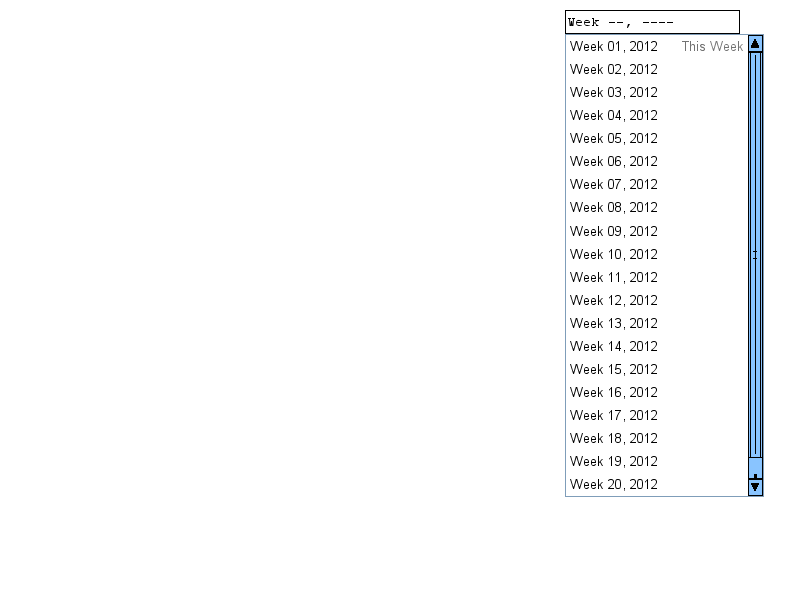 Week --, ----
Week 01, 2012 This Week
Week 02, 2012
Week 03, 2012
Week 04, 2012
Week 05, 2012
Week 06, 2012
Week 07, 2012
Week 08, 2012
Week 09, 2012
Week 10, 2012
Week 11, 2012
Week 12, 2012
Week 13, 2012
Week 14, 2012
Week 15, 2012
Week 16, 2012
Week 17, 2012
Week 18, 2012
Week 19, 2012
Week 20, 2012